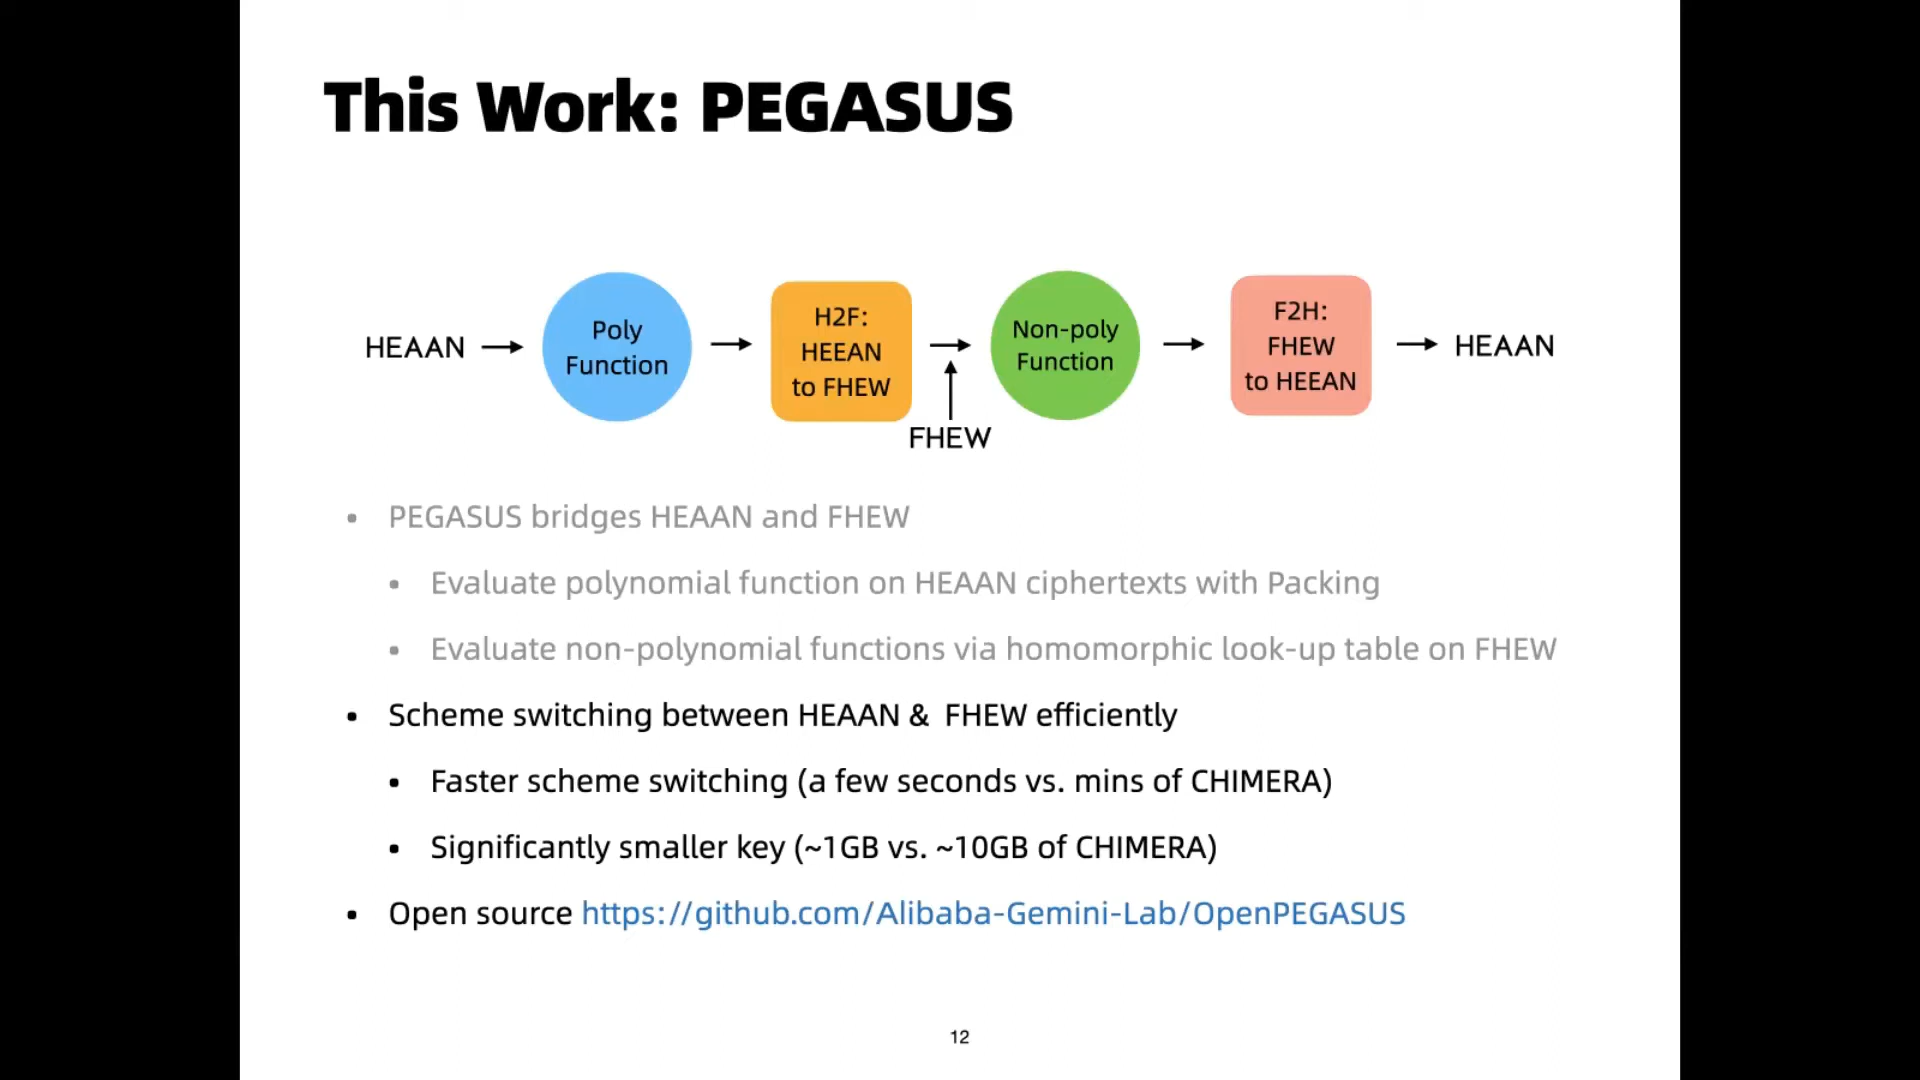 This Work: PEGASUS
HEAAN
Poly
Function
H2F:
HEEAN
to FHEW
FHEW
Non-poly
Function
F2H:
FHEW
to HEEAN
HEAAN
• PEGASUS bridges HEAAN and FHEW
• Evaluate polynomial function on HEAAN ciphertexts with Packing
• Evaluate non-polynomial functions via homomorphic look-up table on FHEW
• Scheme switching between HEAAN & FHEW efficiently
• Faster scheme switching (a few seconds vs. mins of CHIMERA)
• Significantly smaller key (~1GB vs. ~10GB of CHIMERA)
• Open source https://github.com/Alibaba-Gemini-Lab/OpenPEGASUS
12